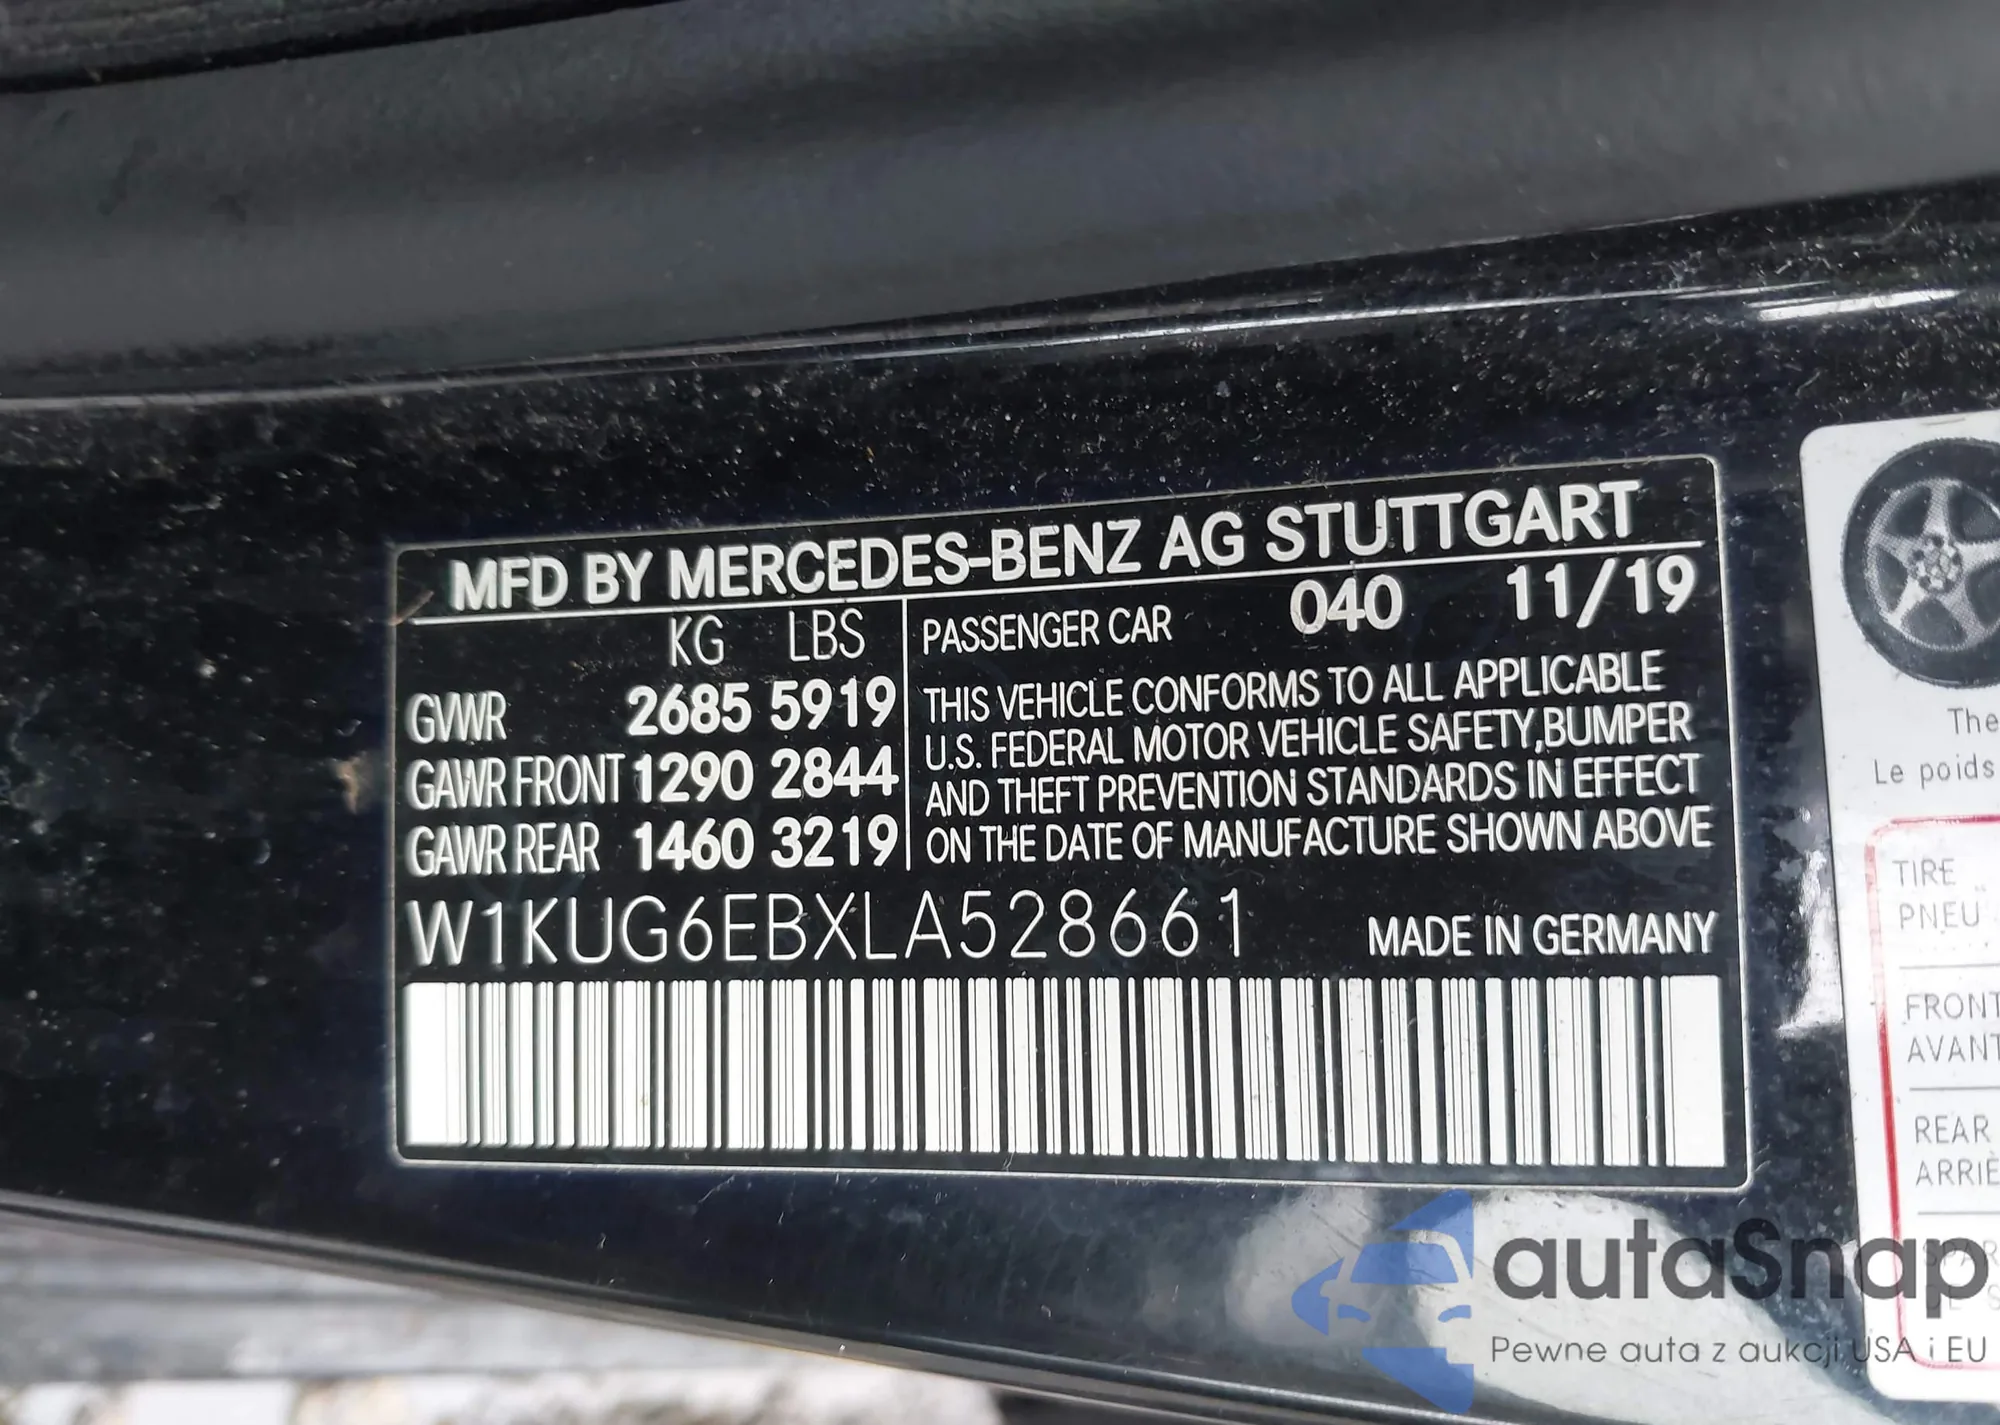 MFD BY MERCEDES-BENZ AG STUTTGART
KG LBS
GVWR 2685 5919
GAWR FRONT 1290 2844
GAWR REAR 1460 3219
PASSENGER CAR 040 11/19
THIS VEHICLE CONFORMS TO ALL APPLICABLE
U.S. FEDERAL MOTOR VEHICLE SAFETY,BUMPER
AND THEFT PREVENTION STANDARDS IN EFFECT
ON THE DATE OF MANUFACTURE SHOWN ABOVE
W1KUG6EBXLA528661 MADE IN GERMANY
The
Le poids
TIRE
PNEU
FRONT
AVANT
REAR
ARRIÈ
autaSnap
Pewne auta z aukcji USA i EU